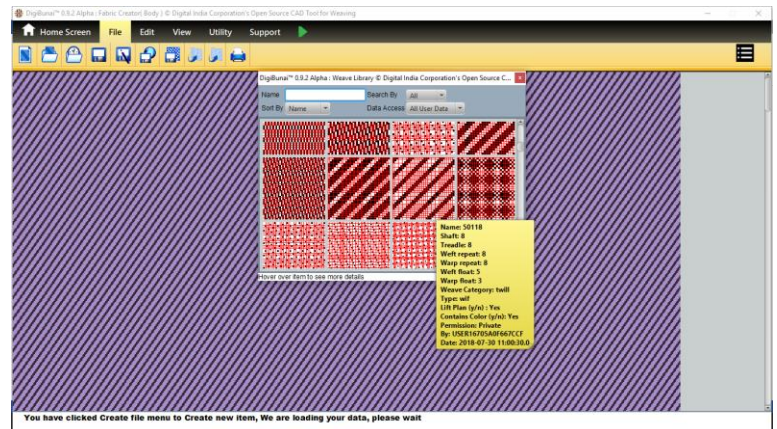 DigiBunai™ 0.9.2 Alpha : Fabric Creator( Body ) © Digital India Corporation's Open Source CAD Tool for Weaving
Home Screen File Edit View Utility Support
DigiBunai™ 0.9.2 Alpha : Weave Library © Digital India Corporation's Open Source C...
Name Search By All
Sort By Name Data Access All User Data
Name: 50118
Shaft: 8
Treadle: 8
Weft repeat: 8
Warp repeat: 8
Weft float: 5
Warp float: 3
Weave Category: twill
Type: wif
Lift Plan (y/n) : Yes
Contains Color (y/n): Yes
Permission: Private
By: USER16705A0F667CCF
Date: 2018-07-30 11:00:30.0
Hover over item to see more details
You have clicked Create file menu to Create new item, We are loading your data, please wait